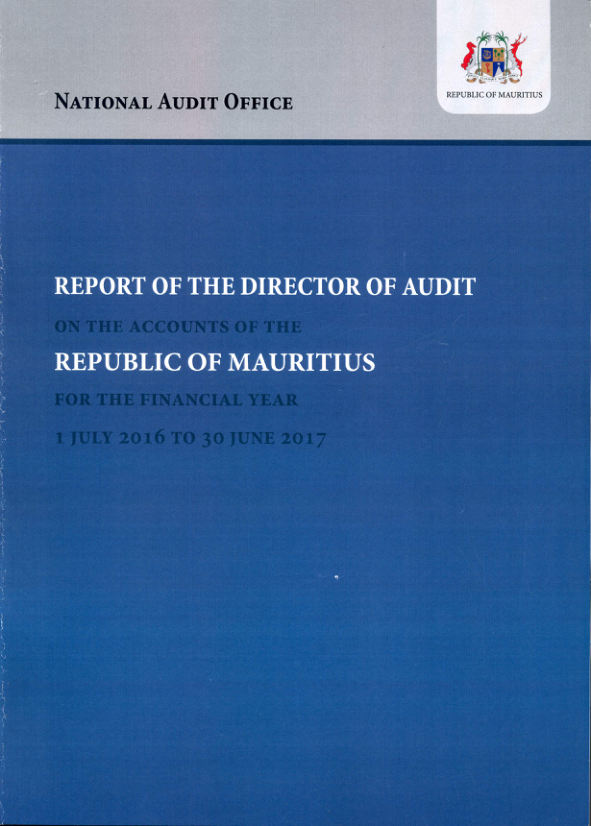 REPUBLIC OF MAURITIUS
NATIONAL AUDIT OFFICE
REPORT OF THE DIRECTOR OF AUDIT
ON THE ACCOUNTS OF THE
REPUBLIC OF MAURITIUS
FOR THE FINANCIAL YEAR
1 JULY 2016 TO 30 JUNE 2017